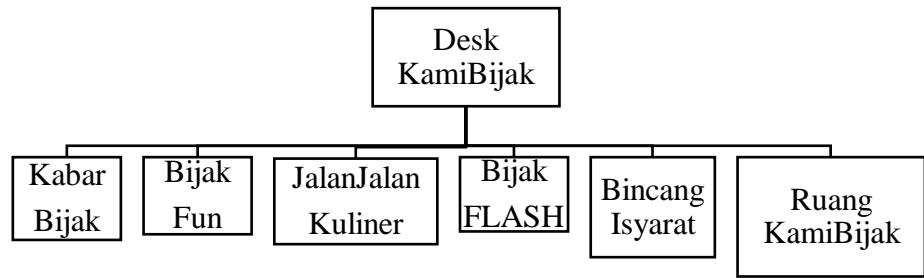 Desk
KamiBijak
Kabar
Bijak
Bijak
Fun
JalanJalan
Kuliner
Bijak
FLASH
Bincang
Isyarat
Ruang
KamiBijak